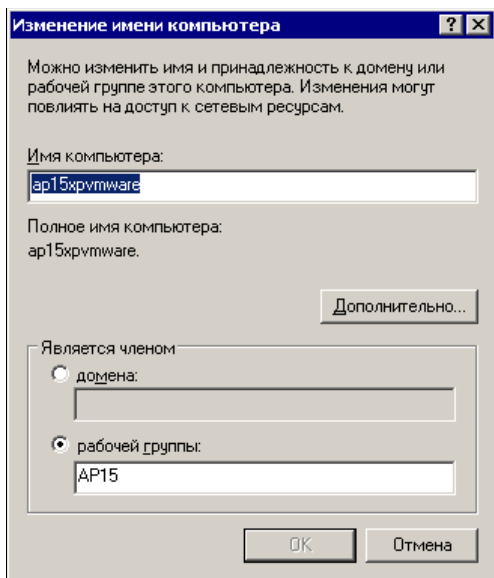 Изменение имени компьютера
Можно изменить имя и принадлежность к домену или
рабочей группе этого компьютера. Изменения могут
повлиять на доступ к сетевым ресурсам.
Имя компьютера:
ap15xpvmware
Полное имя компьютера:
ap15xpvmware.
Дополнительно...
Является членом
домена:
рабочей группы:
AP15
OK
Отмена